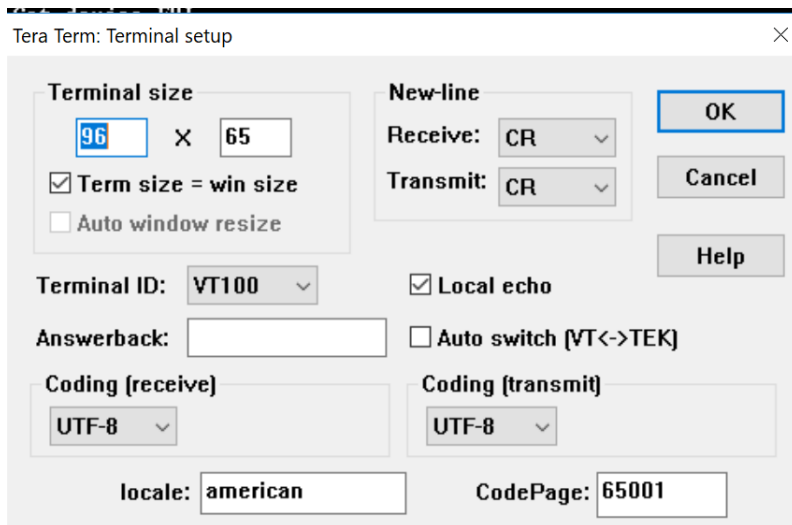 Tera Term: Terminal setup
Terminal size
96 X 65
Term size = win size
Auto window resize
New-line
Receive: CR
Transmit: CR
OK
Cancel
Help
Terminal ID: VT100
Local echo
Answerback:
Auto switch (VT<->TEK)
Coding (receive)
UTF-8
Coding (transmit)
UTF-8
locale: american
CodePage: 65001